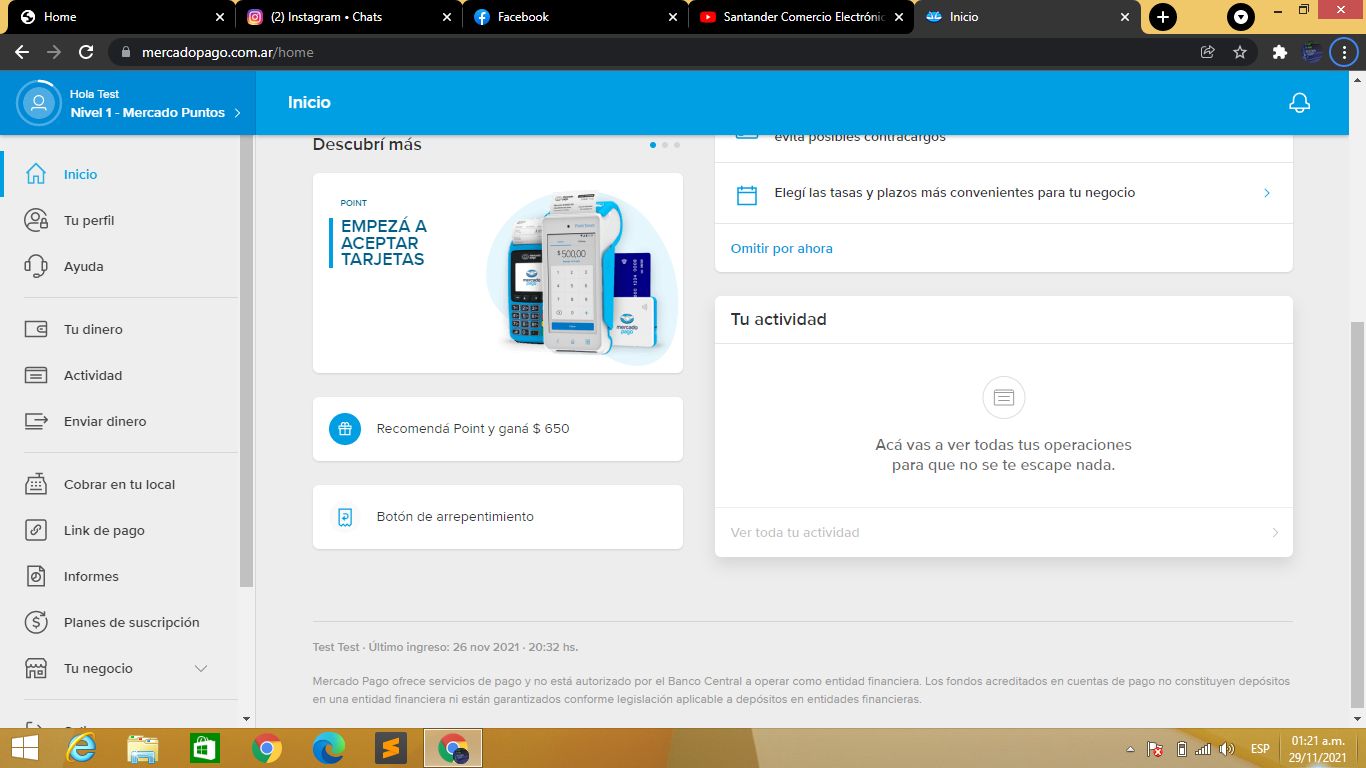 Home
(2) Instagram • Chats
Facebook
Santander Comercio Electrónic
Inicio
mercadopago.com.ar/home
Hola Test
Nivel 1 - Mercado Puntos
Inicio
Inicio
Tu perfil
Ayuda
Tu dinero
Actividad
Enviar dinero
Cobrar en tu local
Link de pago
Informes
Planes de suscripción
Tu negocio
Descubrí más
POINT
EMPEZÁ A
ACEPTAR
TARJETAS
$ 500,00
mercado
pago
Recomendá Point y ganá $ 650
Botón de arrepentimiento
evitá posibles contracargos
Elegí las tasas y plazos más convenientes para tu negocio
Omitir por ahora
Tu actividad
Acá vas a ver todas tus operaciones
para que no se te escape nada.
Ver toda tu actividad
Test Test · Último ingreso: 26 nov 2021 · 20:32 hs.
Mercado Pago ofrece servicios de pago y no está autorizado por el Banco Central a operar como entidad financiera. Los fondos acreditados en cuentas de pago no constituyen depósitos
en una entidad financiera ni están garantizados conforme legislación aplicable a depósitos en entidades financieras.
ESP
01:21 a.m.
29/11/2021